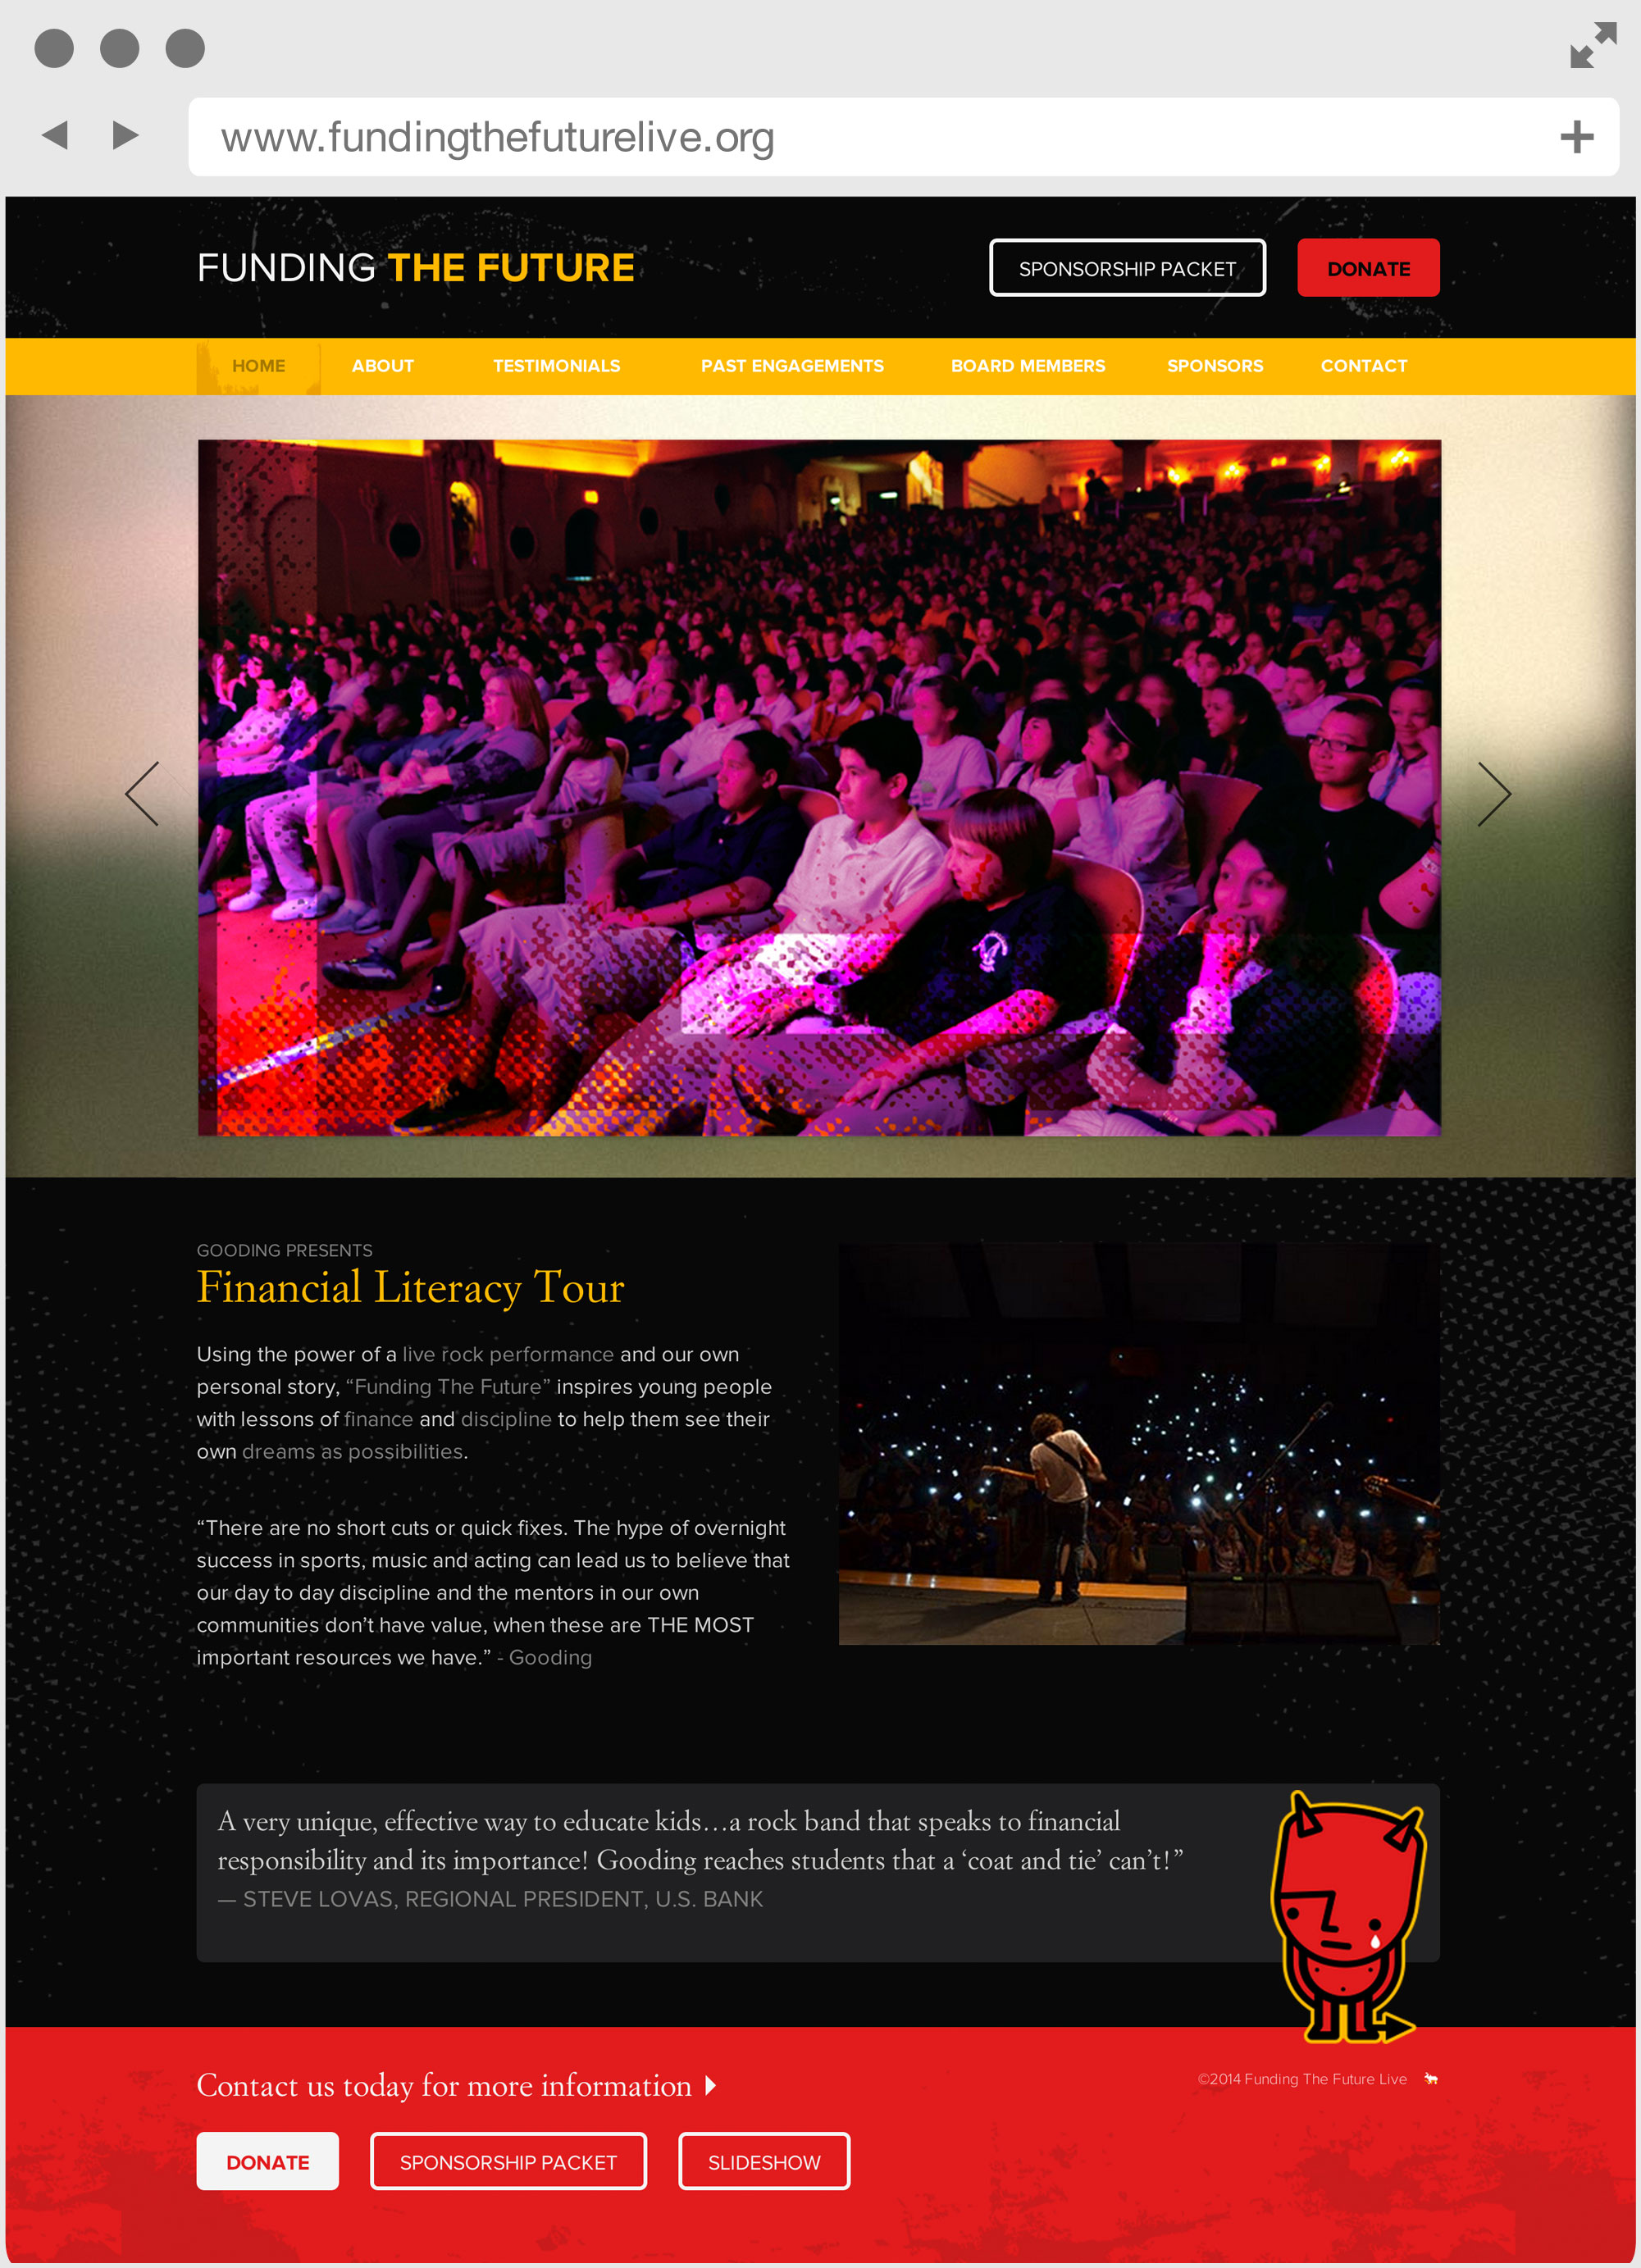 www.fundingthefuturelive.org
FUNDING THE FUTURE
SPONSORSHIP PACKET
DONATE
HOME
ABOUT
TESTIMONIALS
PAST ENGAGEMENTS
BOARD MEMBERS
SPONSORS
CONTACT
GOODING PRESENTS
Financial Literacy Tour
Using the power of a live rock performance and our own
personal story, “Funding The Future” inspires young people
with lessons of finance and discipline to help them see their
own dreams as possibilities.
“There are no short cuts or quick fixes. The hype of overnight
success in sports, music and acting can lead us to believe that
our day to day discipline and the mentors in our own
communities don’t have value, when these are THE MOST
important resources we have.” - Gooding
A very unique, effective way to educate kids…a rock band that speaks to financial
responsibility and its importance! Gooding reaches students that a ‘coat and tie’ can’t!”
— STEVE LOVAS, REGIONAL PRESIDENT, U.S. BANK
Contact us today for more information
©2014 Funding The Future Live
DONATE
SPONSORSHIP PACKET
SLIDESHOW